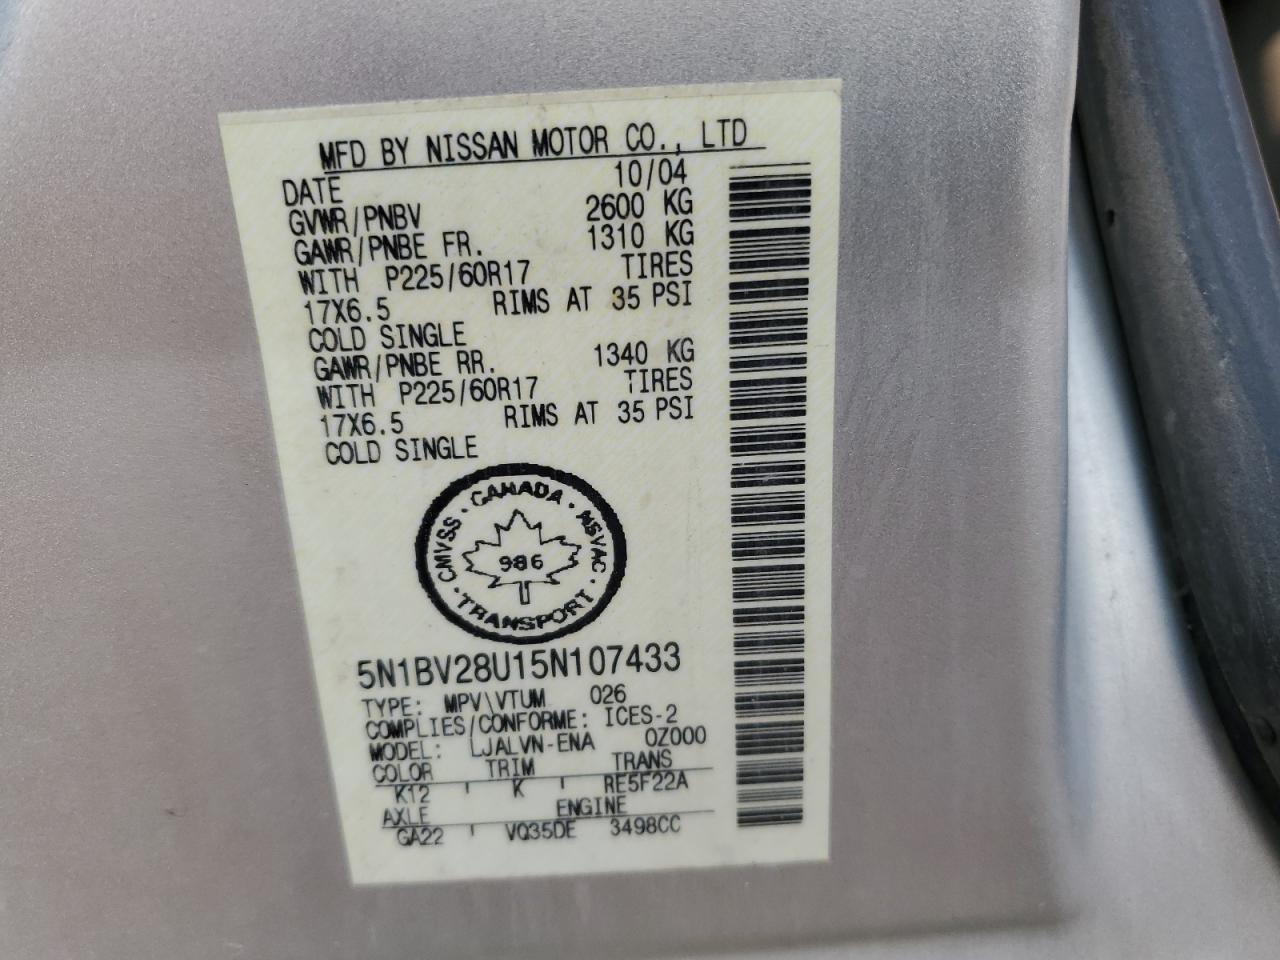 MFD BY NISSAN MOTOR CO., LTD
DATE 10/04
GVWR/PNBV 2600 KG
GAWR/PNBE FR. 1310 KG
WITH P225/60R17 TIRES
17X6.5 RIMS AT 35 PSI
COLD SINGLE
GAWR/PNBE RR. 1340 KG
WITH P225/60R17 TIRES
17X6.5 RIMS AT 35 PSI
COLD SINGLE
CMVSS · CANADA · NSVAC · TRANSPORT ·
986
5N1BV28U15N107433
TYPE: MPV\VTUM 026
COMPLIES/CONFORME: ICES-2
MODEL: LJALVN-ENA 0Z000
COLOR TRIM TRANS
K12 ' K ' RE5F22A
AXLE ENGINE
GA22 ' VQ35DE 3498CC